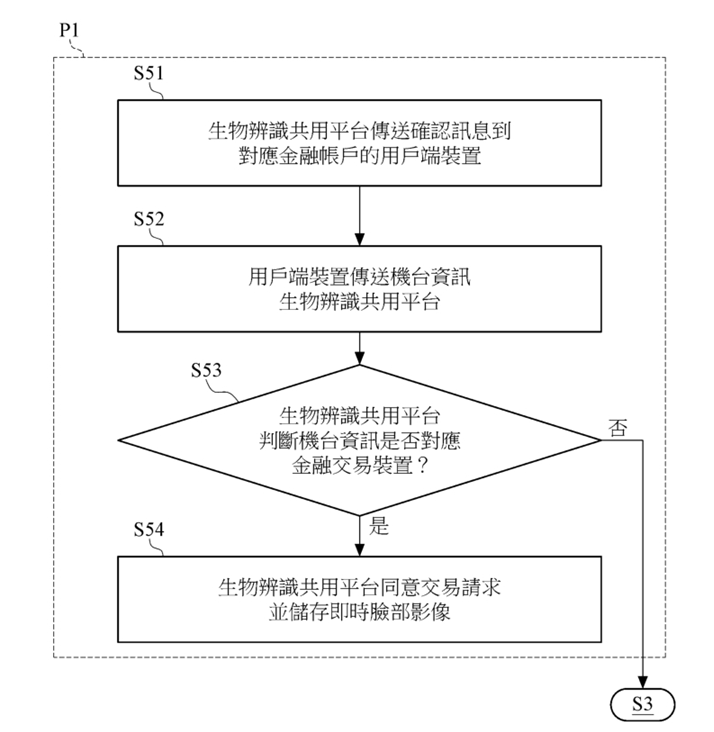 P1
S51
生物辨識共用平台傳送確認訊息到
對應金融帳戶的用戶端裝置
S52
用戶端裝置傳送機台資訊
生物辨識共用平台
S53
生物辨識共用平台
判斷機台資訊是否對應
金融交易裝置？
否
是
S54
生物辨識共用平台同意交易請求
並儲存即時臉部影像
S3